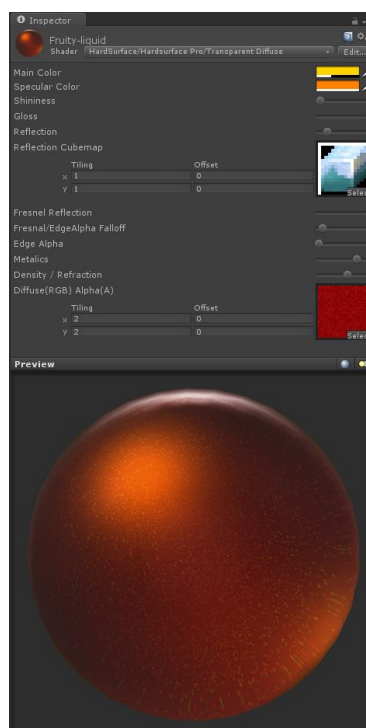 Inspector
Fruity-liquid
Shader HardSurface/Hardsurface Pro/Transparent Diffuse Edit...
Main Color
Specular Color
Shininess
Gloss
Reflection
Reflection Cubemap
Tiling Offset
x 1 0
y 1 0
Selec
Fresnel Reflection
Fresnal/EdgeAlpha Falloff
Edge Alpha
Metalics
Density / Refraction
Diffuse(RGB) Alpha(A)
Tiling Offset
x 2 0
y 2 0
Selec
Preview